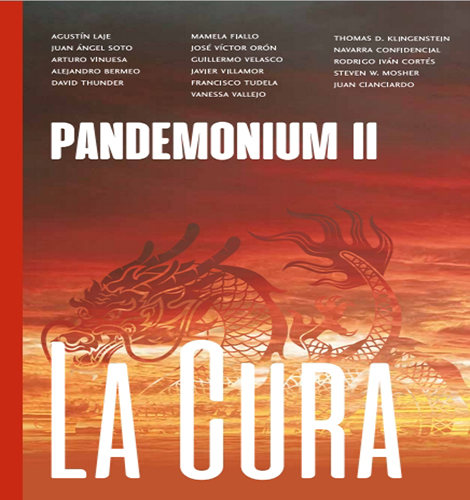 AGUSTÍN LAJE
JUAN ÁNGEL SOTO
ARTURO VINUESA
ALEJANDRO BERMEO
DAVID THUNDER
MAMELA FIALLO
JOSÉ VÍCTOR ORÓN
GUILLERMO VELASCO
JAVIER VILLAMOR
FRANCISCO TUDELA
VANESSA VALLEJO
THOMAS D. KLINGENSTEIN
NAVARRA CONFIDENCIAL
RODRIGO IVÁN CORTÉS
STEVEN W. MOSHER
JUAN CIANCIARDO
PANDEMONIUM II
LA CURA